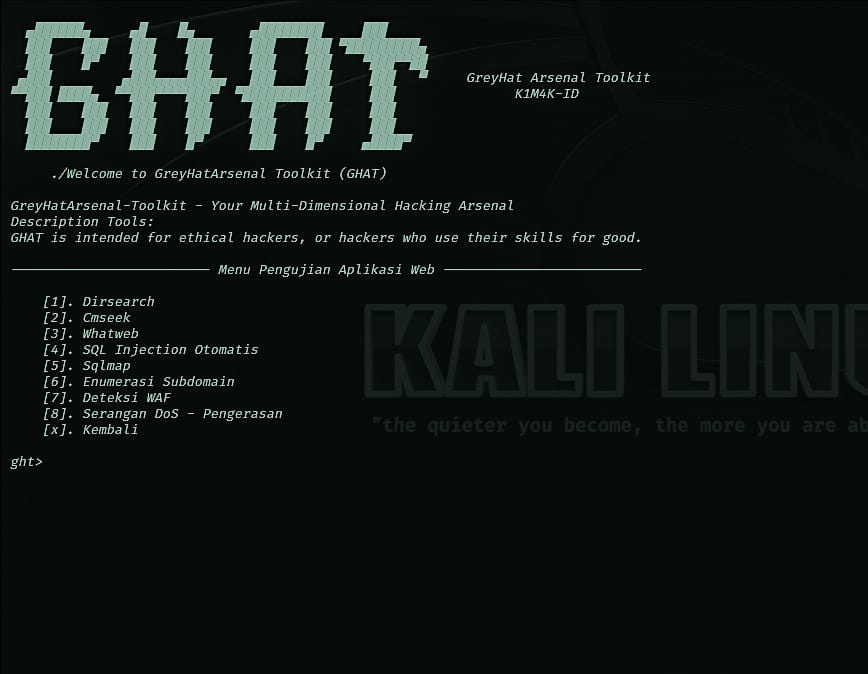 GHAT
GreyHat Arsenal Toolkit
K1M4K-ID
./Welcome to GreyHatArsenal Toolkit (GHAT)
GreyHatArsenal-Toolkit - Your Multi-Dimensional Hacking Arsenal
Description Tools:
GHAT is intended for ethical hackers, or hackers who use their skills for good.
Menu Pengujian Aplikasi Web
[1]. Dirsearch
[2]. Cmseek
[3]. Whatweb
[4]. SQL Injection Otomatis
[5]. Sqlmap
[6]. Enumerasi Subdomain
[7]. Deteksi WAF
[8]. Serangan DoS - Pengerasan
[x]. Kembali
ght>
KALI LINU
"the quieter you become, the more you are ab